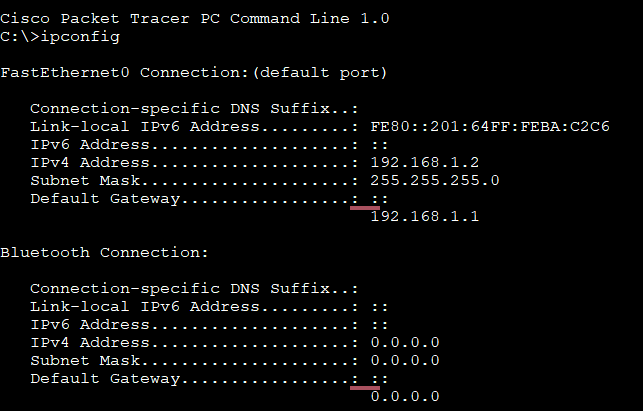 Cisco Packet Tracer PC Command Line 1.0
C:\>ipconfig
FastEthernet0 Connection:(default port)
Connection-specific DNS Suffix..:
Link-local IPv6 Address.........: FE80::201:64FF:FEBA:C2C6
IPv6 Address....................: ::
IPv4 Address....................: 192.168.1.2
Subnet Mask.....................: 255.255.255.0
Default Gateway.................: ::
192.168.1.1
Bluetooth Connection:
Connection-specific DNS Suffix..:
Link-local IPv6 Address.........: ::
IPv6 Address....................: ::
IPv4 Address....................: 0.0.0.0
Subnet Mask.....................: 0.0.0.0
Default Gateway.................: ::
0.0.0.0